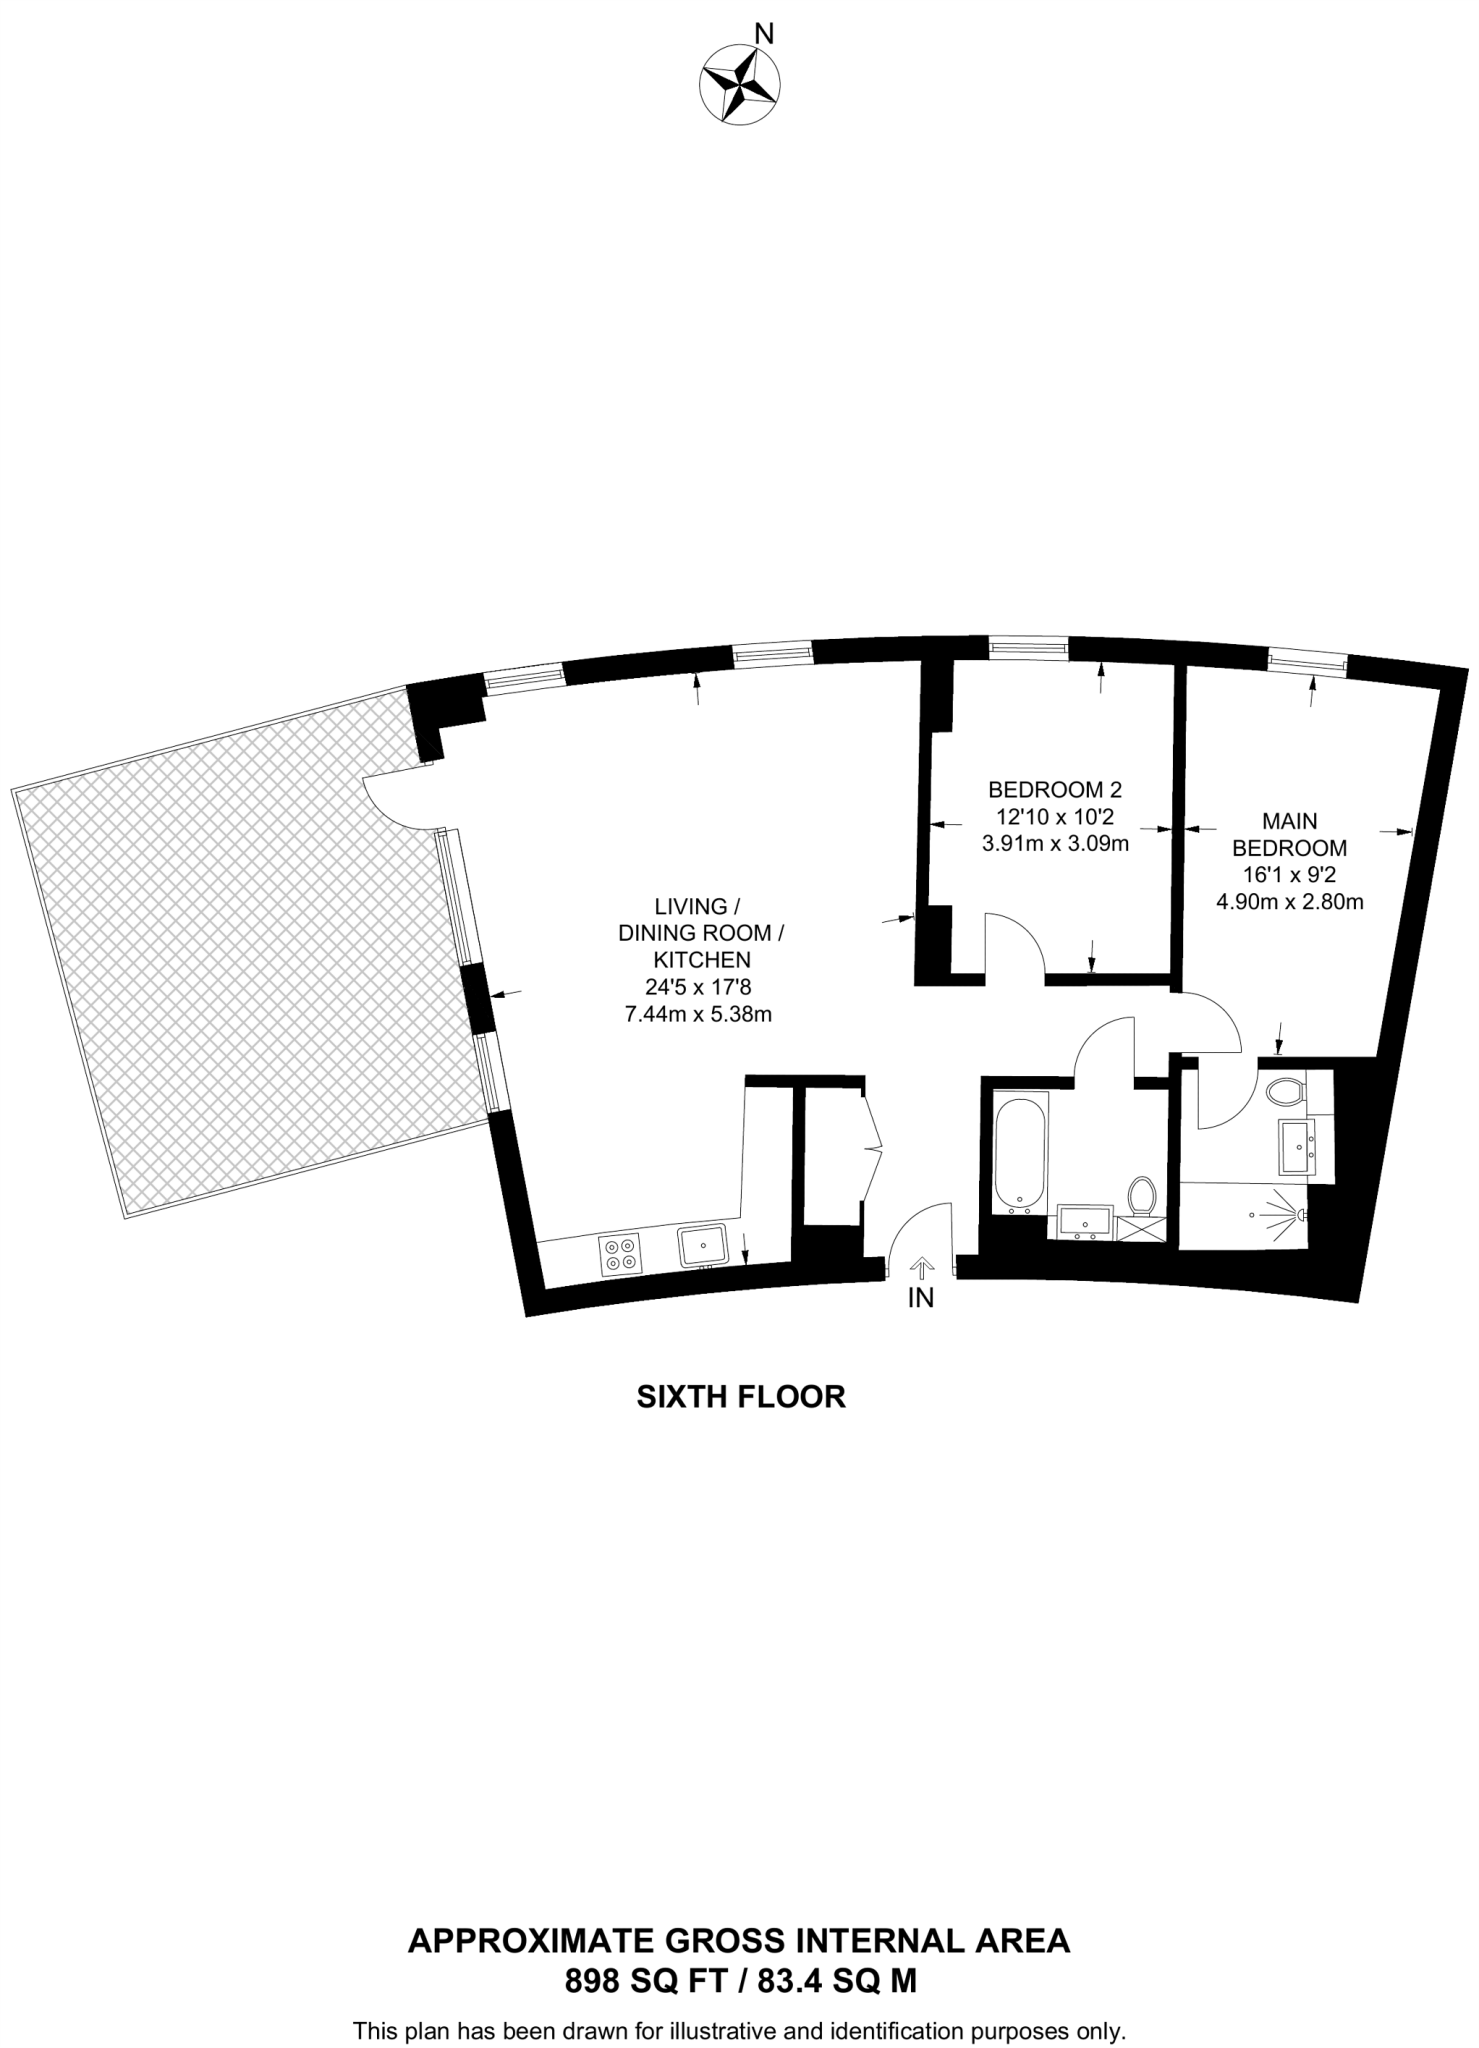 N
BEDROOM 2
12'10 x 10'2
3.91m x 3.09m
MAIN
BEDROOM
16'1 x 9'2
4.90m x 2.80m
LIVING /
DINING ROOM /
KITCHEN
24'5 x 17'8
7.44m x 5.38m
IN
SIXTH FLOOR
APPROXIMATE GROSS INTERNAL AREA
898 SQ FT / 83.4 SQ M
This plan has been drawn for illustrative and identification purposes only.